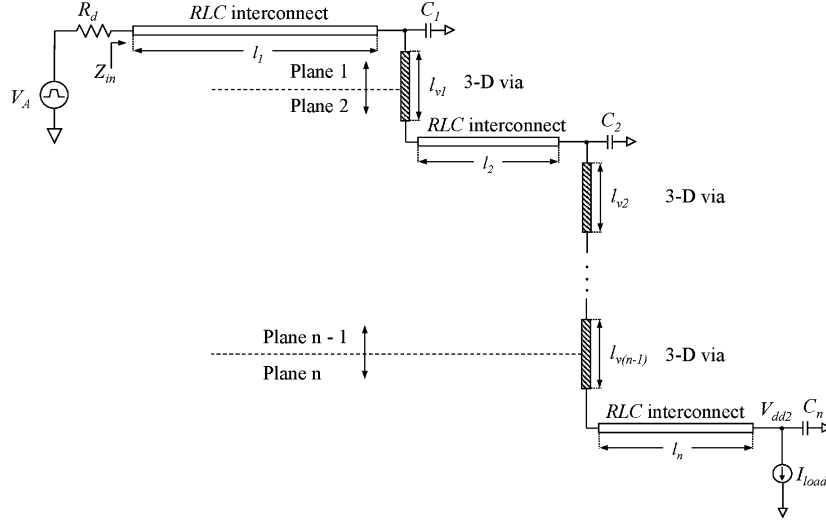 R_d
RLC interconnect
C_1
l_1
Z_in
V_A
Plane 1
Plane 2
l_v1
3-D via
RLC interconnect
C_2
l_2
l_v2
3-D via
Plane n - 1
Plane n
l_v(n-1)
3-D via
RLC interconnect
V_dd2
C_n
l_n
I_load